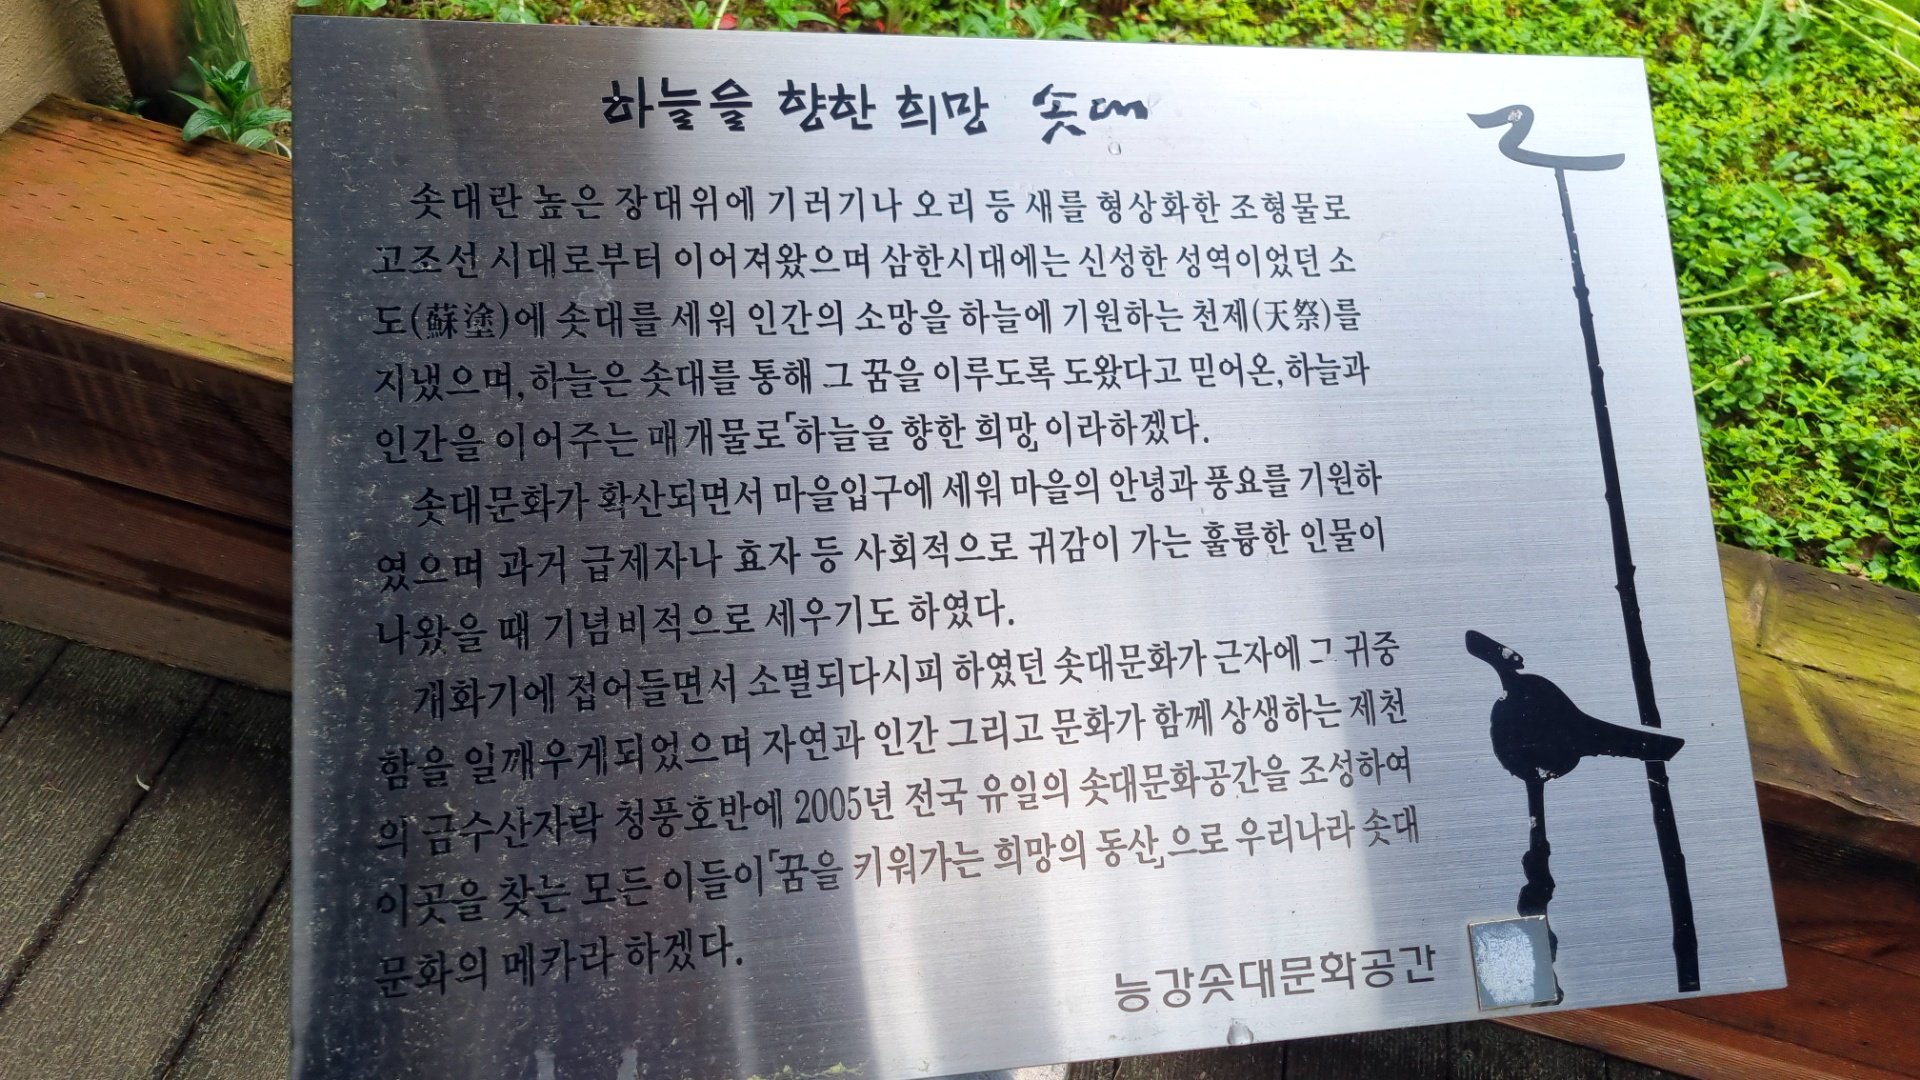 하늘을 향한 희망 솟대
솟대란 높은 장대위에 기러기나 오리 등 새를 형상화한 조형물로
고조선 시대로부터 이어져왔으며 삼한시대에는 신성한 성역이었던 소
도(蘇塗)에 솟대를 세워 인간의 소망을 하늘에 기원하는 천제(天祭)를
지냈으며, 하늘은 솟대를 통해 그 꿈을 이루도록 도왔다고 믿어온, 하늘과
인간을 이어주는 매개물로「하늘을 향한 희망」이라하겠다.
솟대문화가 확산되면서 마을입구에 세워 마을의 안녕과 풍요를 기원하
였으며 과거 급제자나 효자 등 사회적으로 귀감이 가는 훌륭한 인물이
나왔을 때 기념비적으로 세우기도 하였다.
개화기에 접어들면서 소멸되다시피 하였던 솟대문화가 근자에 그 귀중
함을 일깨우게되었으며 자연과 인간 그리고 문화가 함께 상생하는 제천
의 금수산자락 청풍호반에 2005년 전국 유일의 솟대문화공간을 조성하여
이곳을 찾는 모든 이들이「꿈을 키워가는 희망의 동산」으로 우리나라 솟대
문화의 메카라 하겠다.
능강솟대문화공간